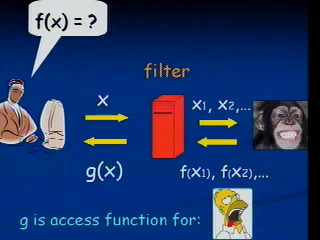 f(x) = ?
filter
x
x1, x2,...
g(x)
f(x1), f(x2),...
g is access function for: